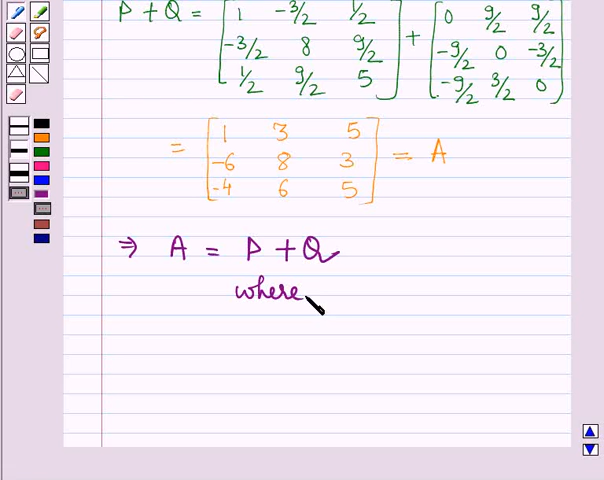 P + Q = [ 1 -3/2 1/2 ] + [ 0 9/2 9/2 ]
[ -3/2 8 9/2 ] [ -9/2 0 -3/2 ]
[ 1/2 9/2 5 ] [ -9/2 3/2 0 ]
= [ 1 3 5 ] = A
[ -6 8 3 ]
[ -4 6 5 ]
⇒ A = P + Q
where